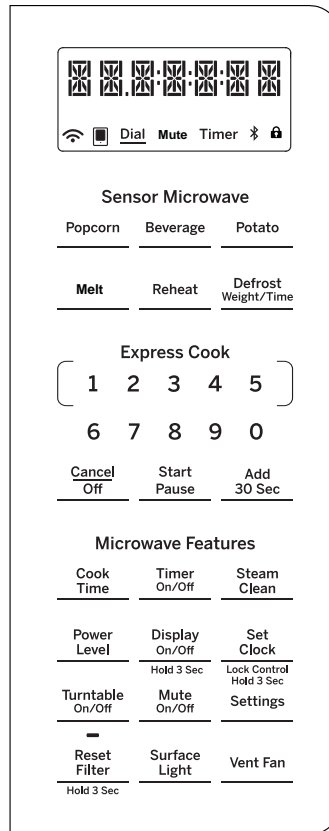 Dial Mute Timer
Sensor Microwave
Popcorn Beverage Potato
Melt Reheat Defrost
Weight/Time
Express Cook
1 2 3 4 5
6 7 8 9 0
Cancel Start Add
Off Pause 30 Sec
Microwave Features
Cook Timer Steam
Time On/Off Clean
Power Display Set
Level On/Off Clock
Hold 3 Sec Lock Control
Hold 3 Sec
Turntable Mute Settings
On/Off On/Off
Reset Surface Vent Fan
Filter Light
Hold 3 Sec